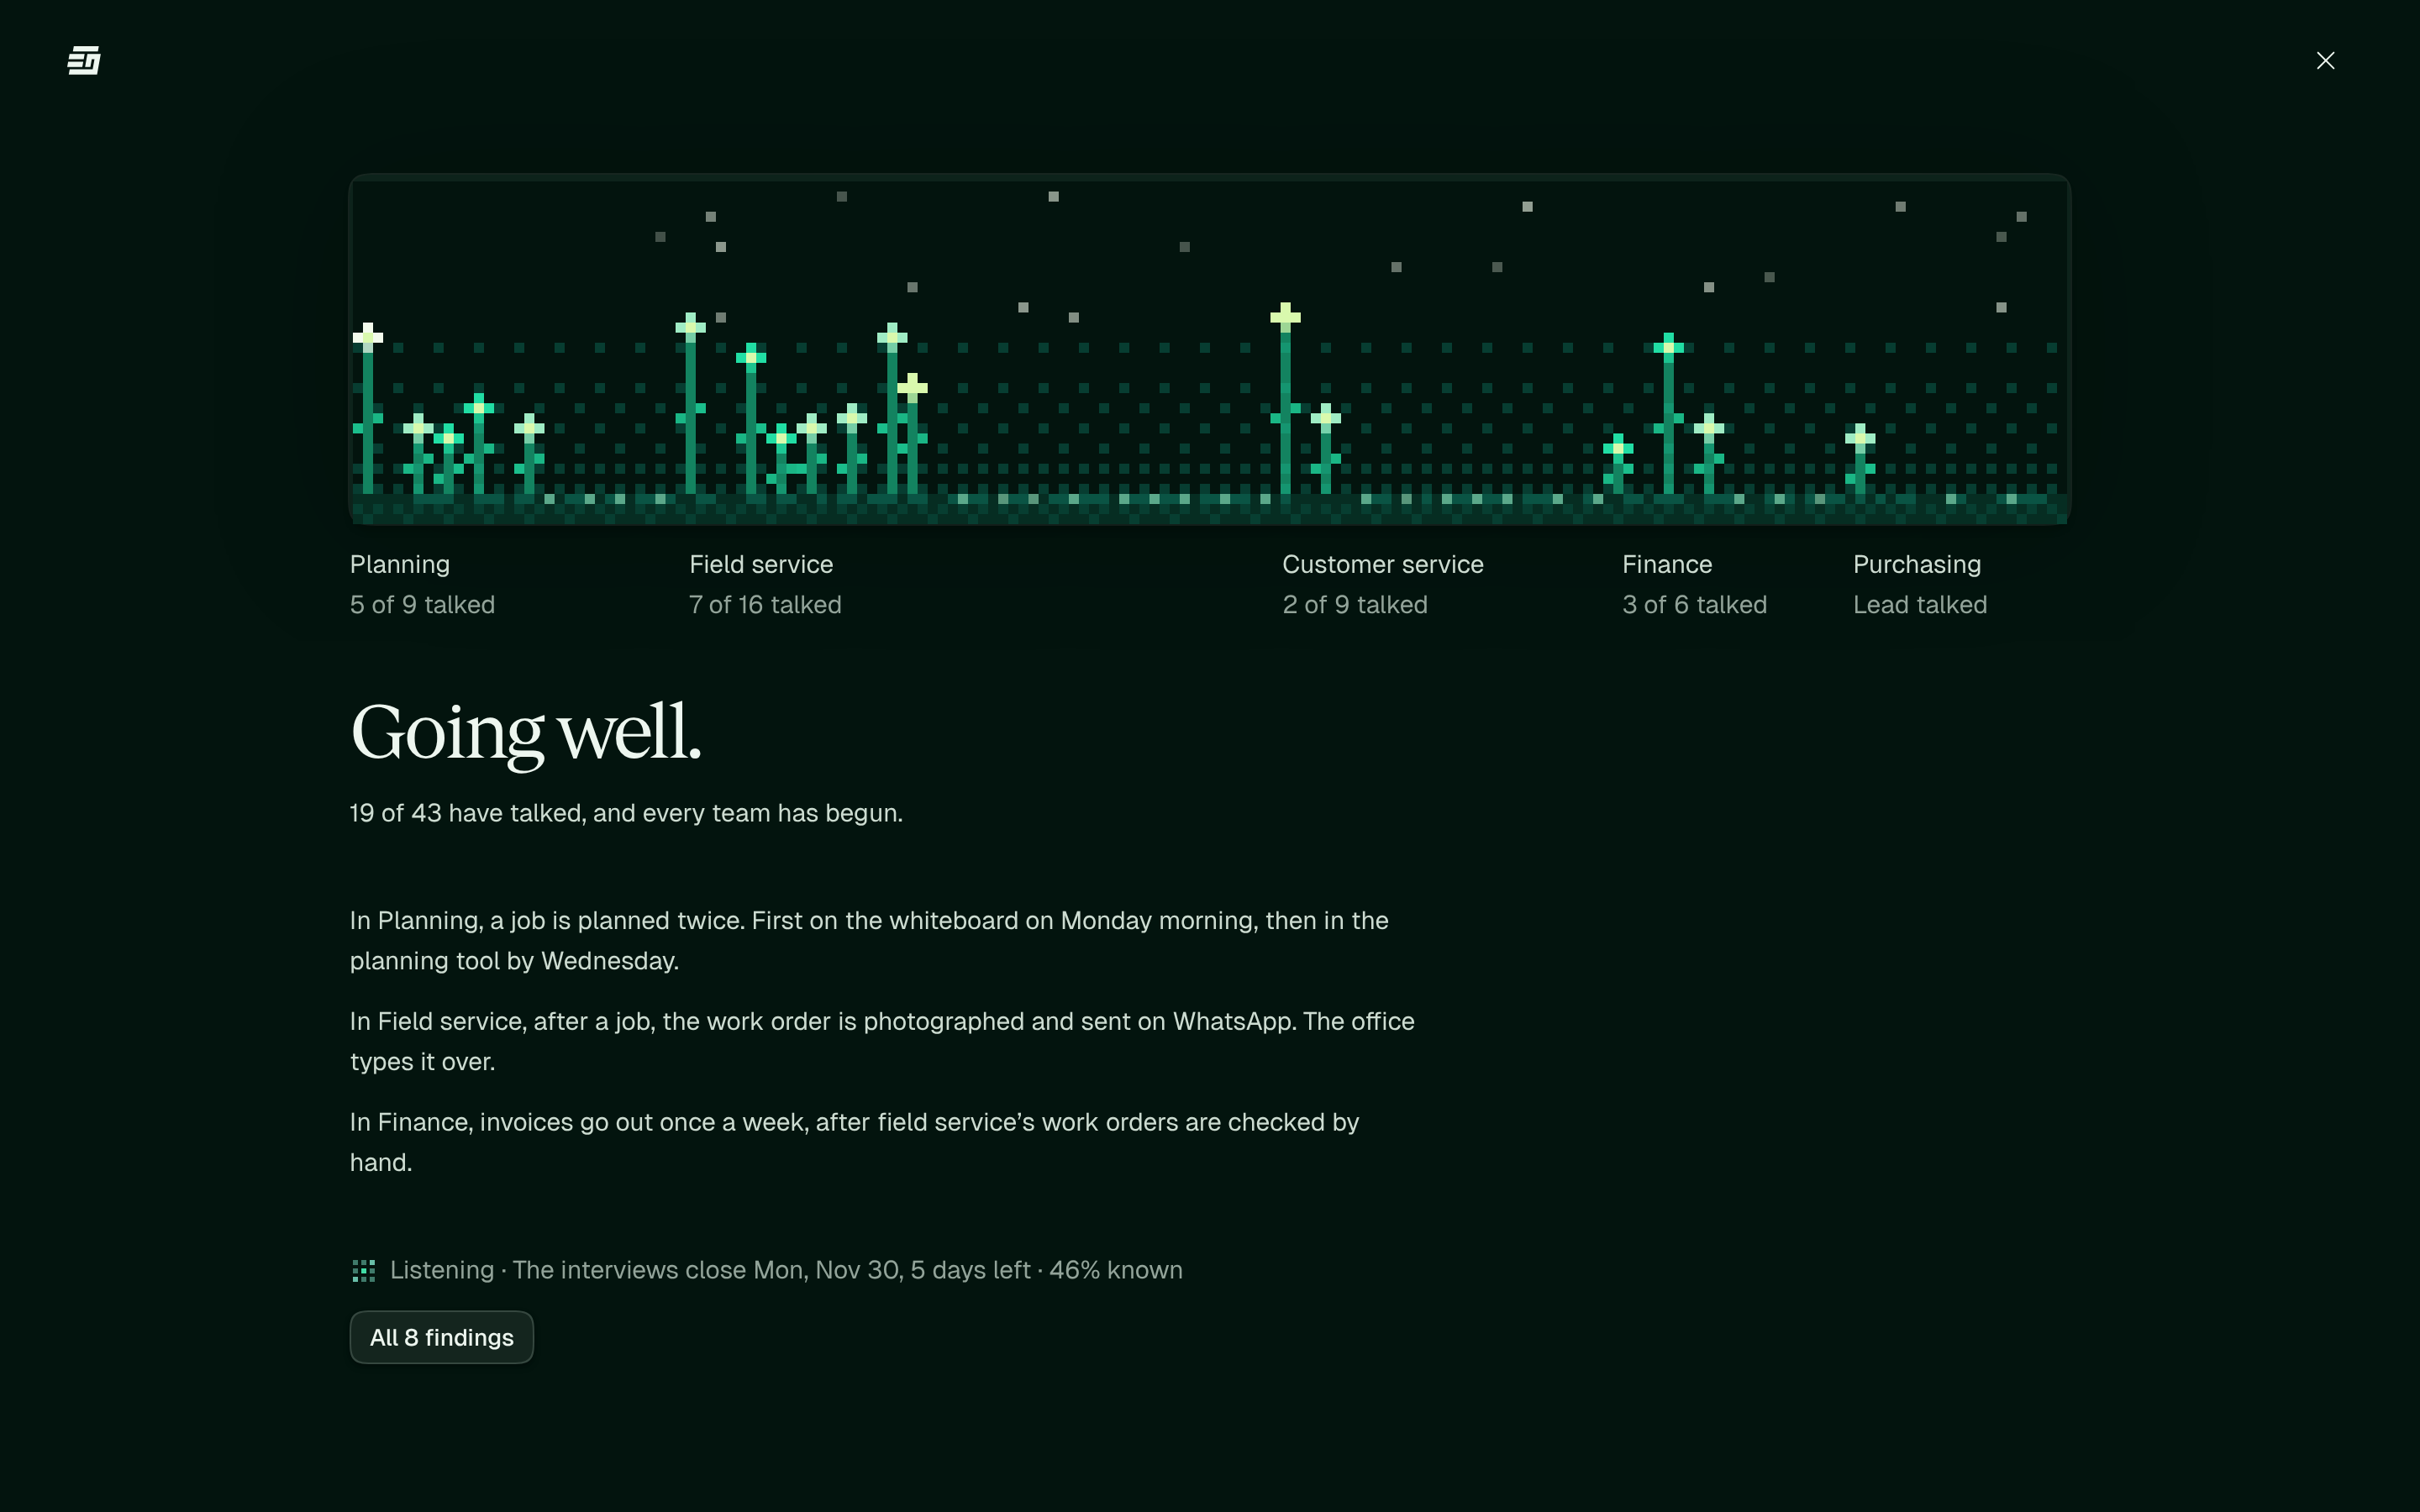 Planning
5 of 9 talked
Field service
7 of 16 talked
Customer service
2 of 9 talked
Finance
3 of 6 talked
Purchasing
Lead talked
Going well.
19 of 43 have talked, and every team has begun.
In Planning, a job is planned twice. First on the whiteboard on Monday morning, then in the
planning tool by Wednesday.
In Field service, after a job, the work order is photographed and sent on WhatsApp. The office
types it over.
In Finance, invoices go out once a week, after field service’s work orders are checked by
hand.
Listening · The interviews close Mon, Nov 30, 5 days left · 46% known
All 8 findings